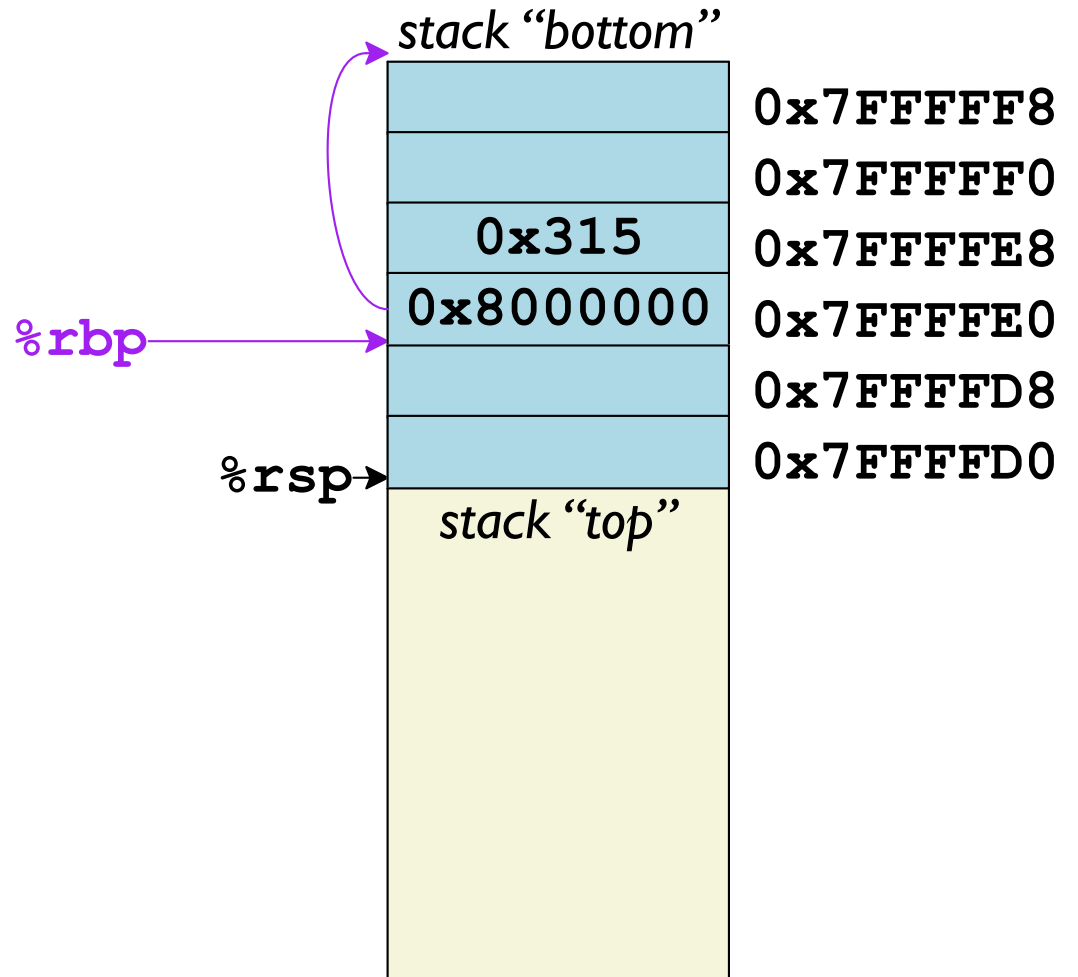 stack “bottom”
0x7FFFFF8
0x7FFFFF0
0x315
0x7FFFFE8
0x8000000
0x7FFFFE0
%rbp
0x7FFFFD8
%rsp
0x7FFFFD0
stack “top”